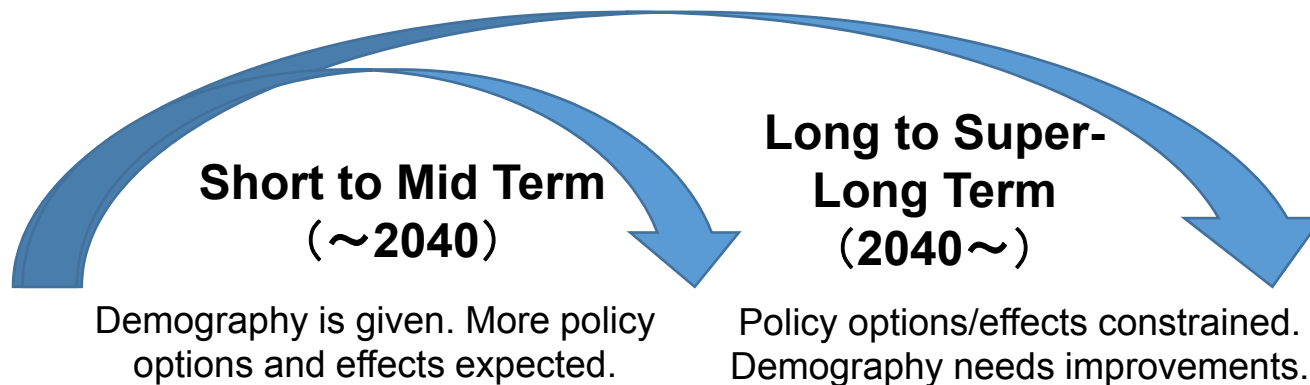 Short to Mid Term
（～2040）
Demography is given. More policy
options and effects expected.
Long to Super-
Long Term
（2040～）
Policy options/effects constrained.
Demography needs improvements.